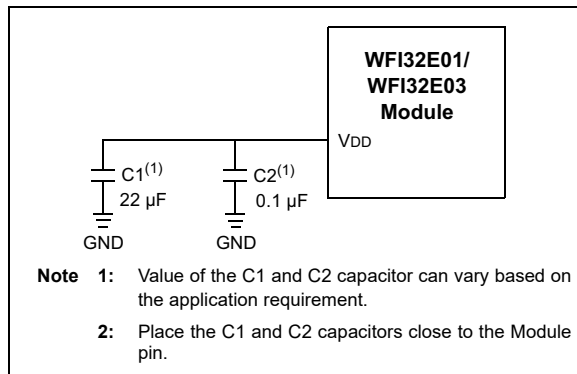 WFI32E01/
WFI32E03
Module
VDD
C1(1)
22 µF
GND
C2(1)
0.1 µF
GND
Note 1: Value of the C1 and C2 capacitor can vary based on
the application requirement.
2: Place the C1 and C2 capacitors close to the Module
pin.